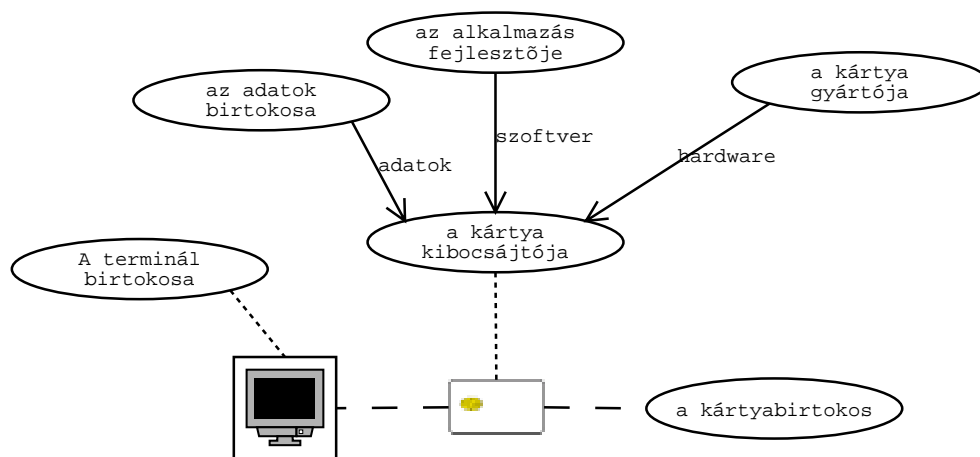 az alkalmazás
fejlesztõje
az adatok
birtokosa
a kártya
gyártója
szoftver
adatok
hardware
a kártya
kibocsájtója
A terminál
birtokosa
a kártyabirtokos